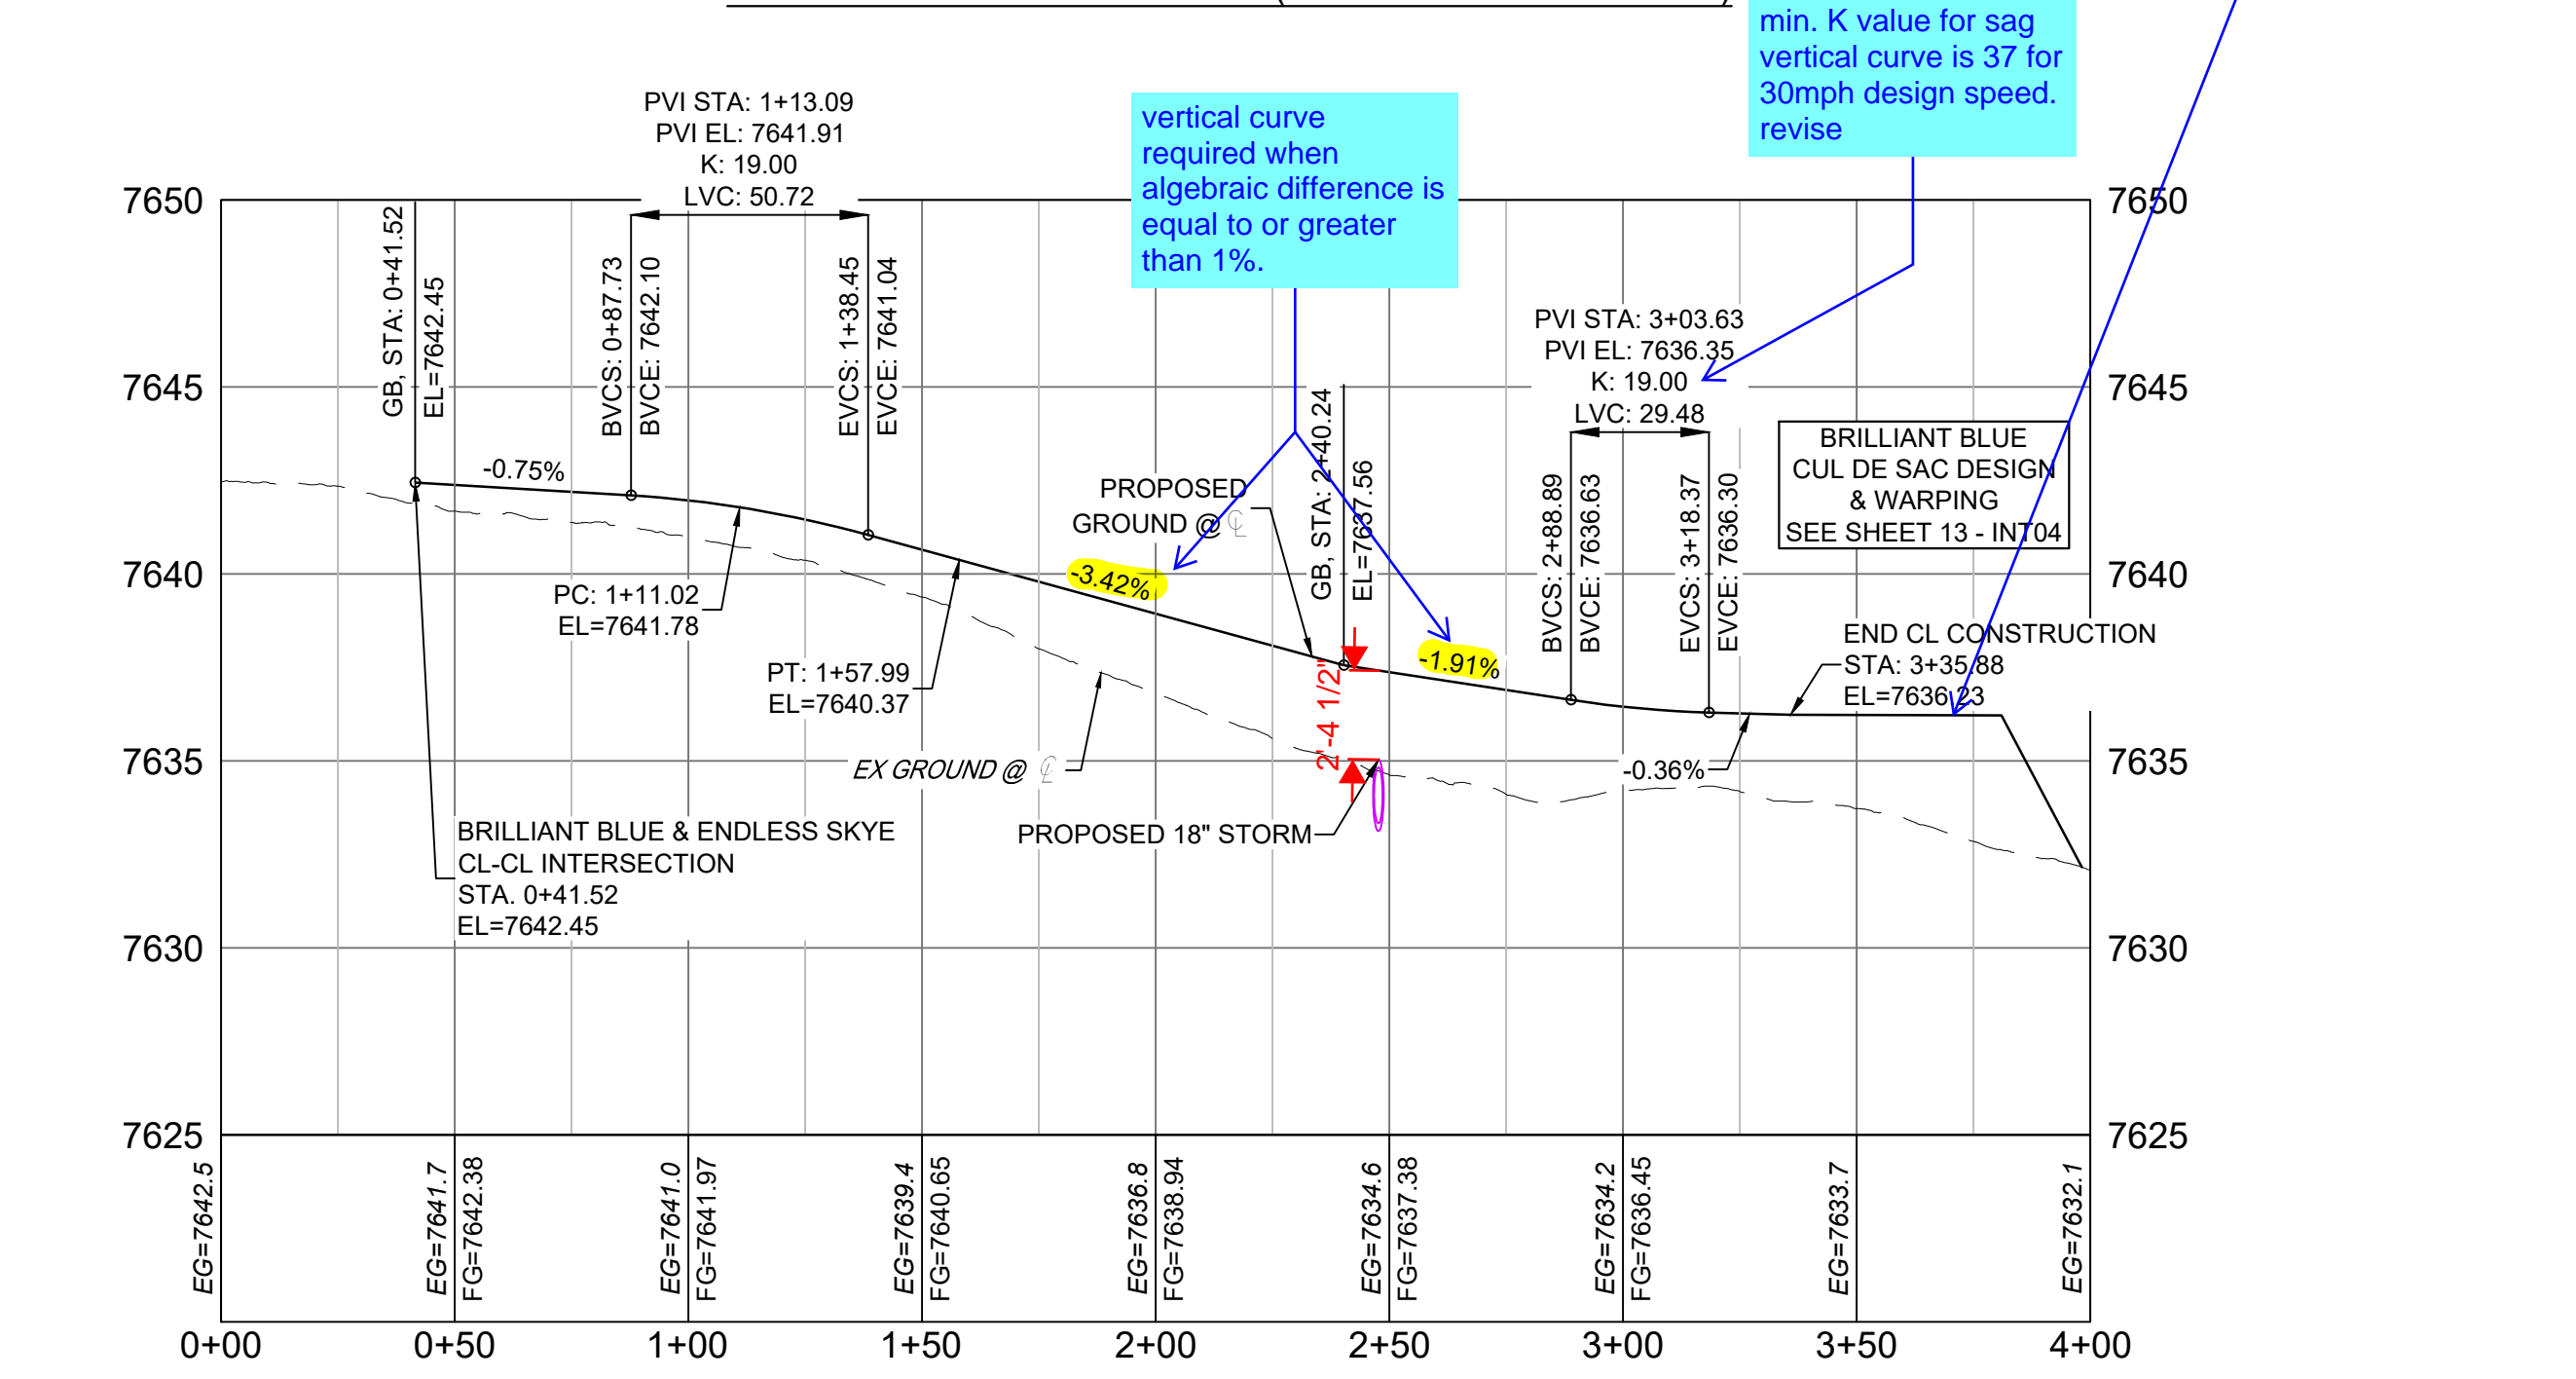 min. K value for sag
vertical curve is 37 for
30mph design speed.
revise
vertical curve
required when
algebraic difference is
equal to or greater
than 1%.
PVI STA: 1+13.09
PVI EL: 7641.91
K: 19.00
LVC: 50.72
7650
7650
GB, STA: 0+41.52
EL=7642.45
BVCS: 0+87.73
BVCE: 7642.10
EVCS: 1+38.45
EVCE: 7641.04
PVI STA: 3+03.63
PVI EL: 7636.35
K: 19.00
LVC: 29.48
7645
7645
GB, STA: 2+40.24
EL=7637.56
BVCS: 2+88.89
BVCE: 7636.63
EVCS: 3+18.37
EVCE: 7636.30
BRILLIANT BLUE
CUL DE SAC DESIGN
& WARPING
SEE SHEET 13 - INT04
-0.75%
PROPOSED
GROUND @ CL
7640
7640
-3.42%
PC: 1+11.02
EL=7641.78
PT: 1+57.99
EL=7640.37
-1.91%
END CL CONSTRUCTION
STA: 3+35.88
EL=7636.23
2'-4 1/2"
7635
7635
EX GROUND @ CL
-0.36%
BRILLIANT BLUE & ENDLESS SKYE
CL-CL INTERSECTION
STA. 0+41.52
EL=7642.45
PROPOSED 18" STORM
7630
7630
7625
7625
EG=7642.5
EG=7641.7
FG=7642.38
EG=7641.0
FG=7641.97
EG=7639.4
FG=7640.65
EG=7636.8
FG=7638.94
EG=7634.6
FG=7637.38
EG=7634.2
FG=7636.45
EG=7633.7
EG=7632.1
0+00 0+50 1+00 1+50 2+00 2+50 3+00 3+50 4+00